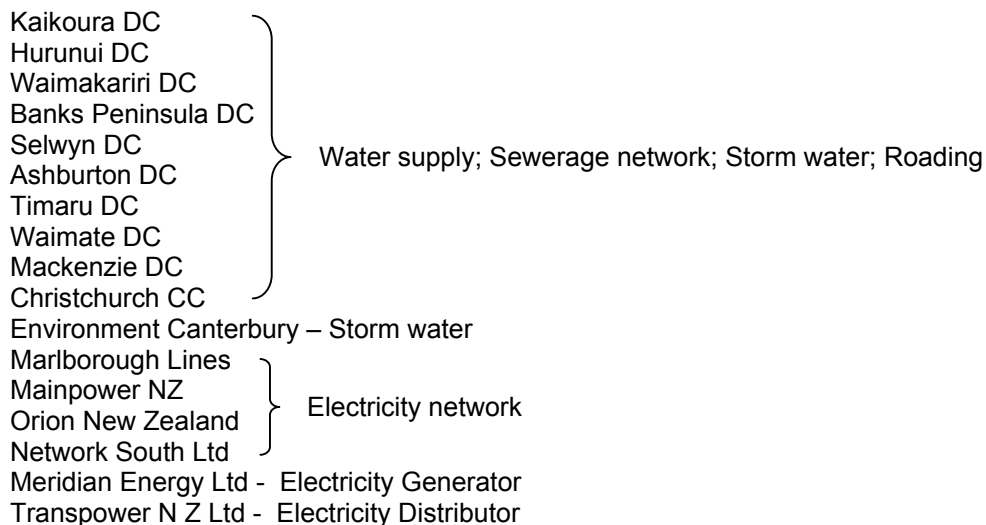 Kaikoura DC
Hurunui DC
Waimakariri DC
Banks Peninsula DC
Selwyn DC
Water supply; Sewerage network; Storm water; Roading
Ashburton DC
Timaru DC
Waimate DC
Mackenzie DC
Christchurch CC
Environment Canterbury – Storm water
Marlborough Lines
Mainpower NZ
Electricity network
Orion New Zealand
Network South Ltd
Meridian Energy Ltd - Electricity Generator
Transpower N Z Ltd - Electricity Distributor